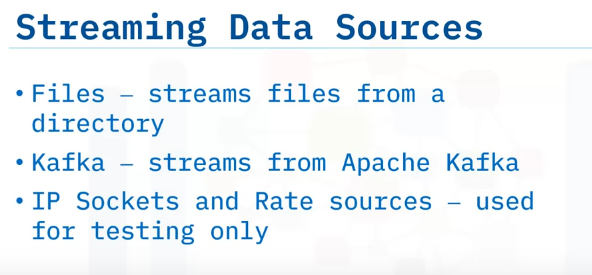 Streaming Data Sources
• Files – streams files from a
directory
• Kafka – streams from Apache Kafka
• IP Sockets and Rate sources – used
for testing only